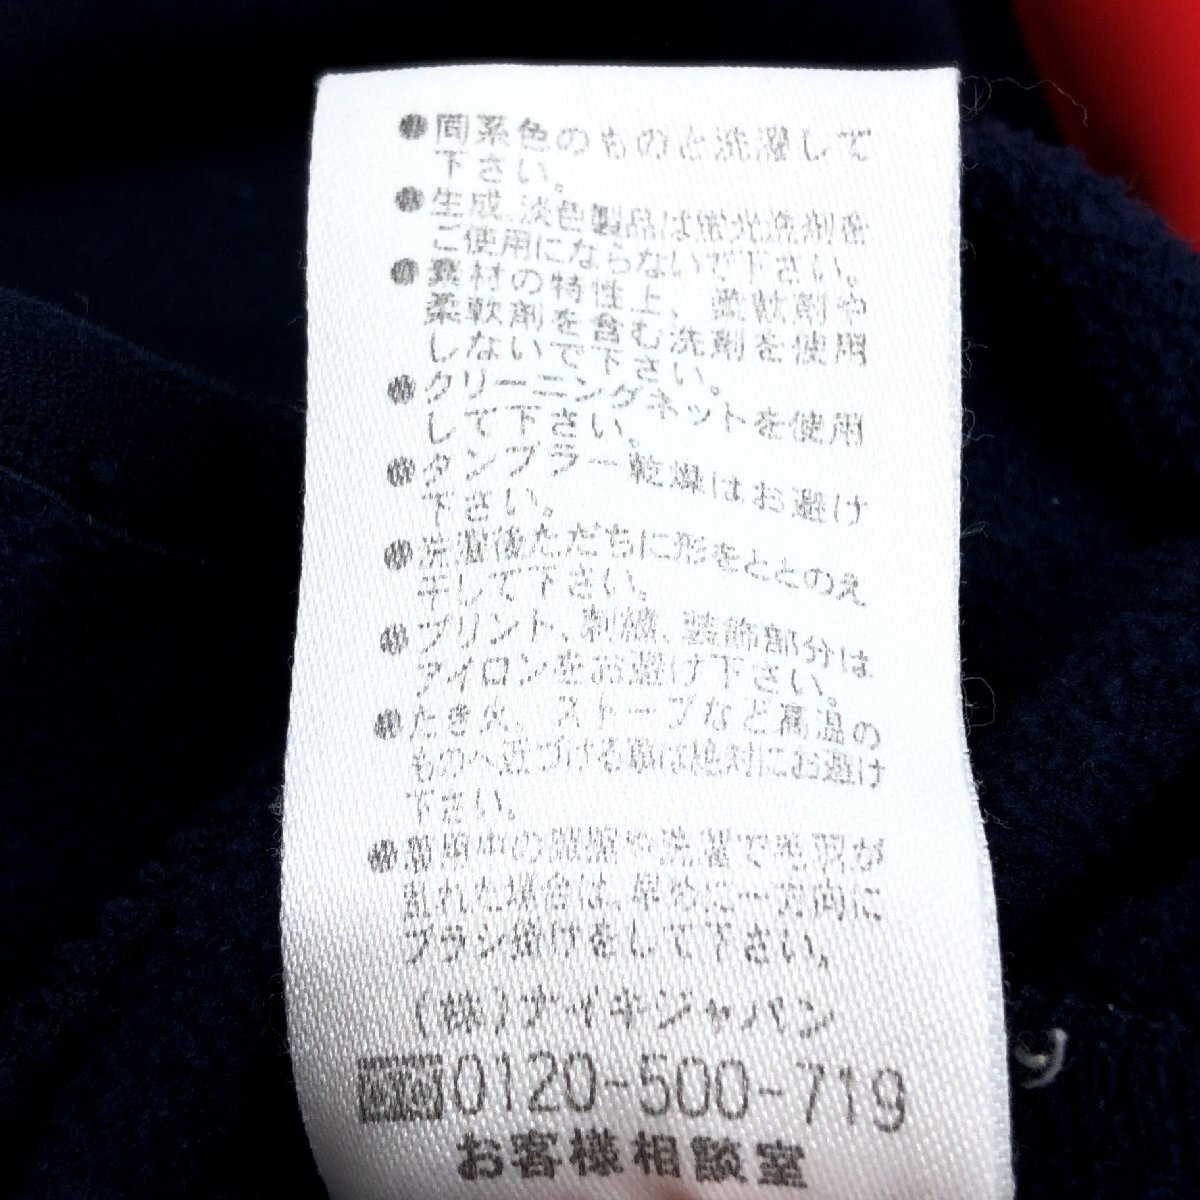 ●同系色のものと洗濯して
下さい。
●生成、淡色製品は蛍光洗剤を
ご使用にならないで下さい。
●素材の特性上、柔軟剤や
柔軟剤を含む洗剤を使用
しないで下さい。
●クリーニングネットを使用
して下さい。
●タンブラー乾燥はお避け
下さい。
●洗濯後ただちに形をととのえ
干して下さい。
●プリント、刺繍、装飾部分は
アイロンをお避け下さい。
●たき火、ストーブなど高温の
ものへ近づける事は絶対にお避け
下さい。
●着用中の摩擦や洗濯で毛羽が
乱れた場合は、早めに一方向に
ブラシ掛けをして下さい。
(株)ナイキジャパン
0120-500-719
お客様相談室